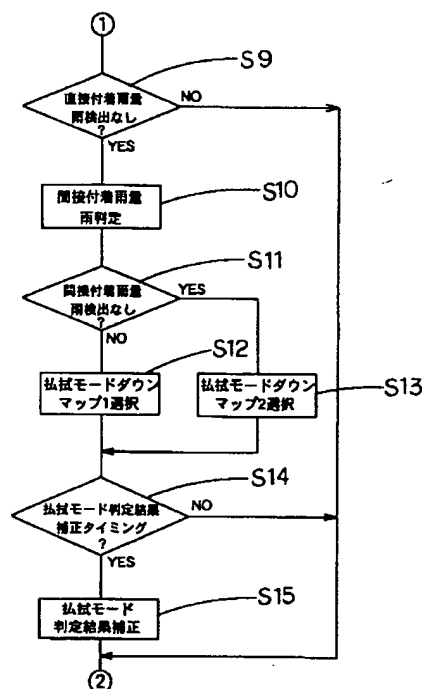 ①
S9
直接付着雨量
雨検出なし
?
NO
YES
間接付着雨量
雨判定
S10
S11
間接付着雨量
雨検出なし
?
YES
NO
S12
払拭モードダウン
マップ1選択
払拭モードダウン
マップ2選択
S13
S14
払拭モード判定結果
補正タイミング
?
NO
YES
S15
払拭モード
判定結果補正
②